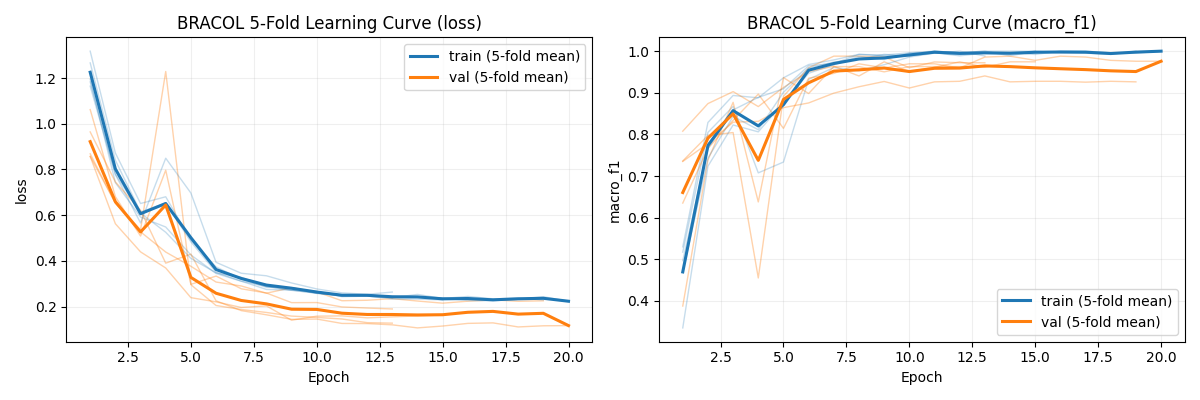 BRACOL 5-Fold Learning Curve (loss)
train (5-fold mean)
val (5-fold mean)
loss
1.2
1.0
0.8
0.6
0.4
0.2
2.5 5.0 7.5 10.0 12.5 15.0 17.5 20.0
Epoch
BRACOL 5-Fold Learning Curve (macro_f1)
macro_f1
1.0
0.9
0.8
0.7
0.6
0.5
0.4
train (5-fold mean)
val (5-fold mean)
2.5 5.0 7.5 10.0 12.5 15.0 17.5 20.0
Epoch